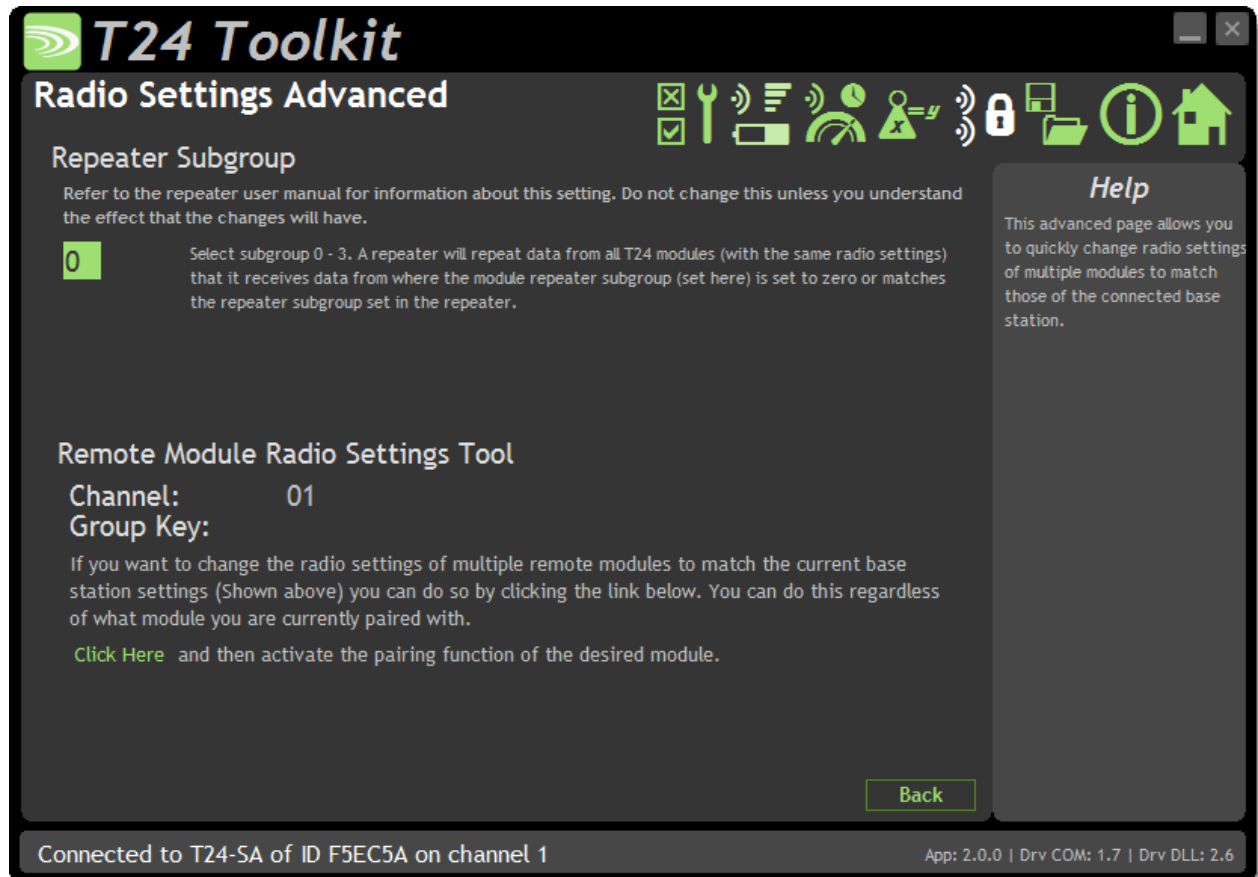 T24 Toolkit
Radio Settings Advanced
x=y
Repeater Subgroup
Refer to the repeater user manual for information about this setting. Do not change this unless you understand
the effect that the changes will have.
0
Select subgroup 0 - 3. A repeater will repeat data from all T24 modules (with the same radio settings)
that it receives data from where the module repeater subgroup (set here) is set to zero or matches
the repeater subgroup set in the repeater.
Remote Module Radio Settings Tool
Channel: 01
Group Key:
If you want to change the radio settings of multiple remote modules to match the current base
station settings (Shown above) you can do so by clicking the link below. You can do this regardless
of what module you are currently paired with.
Click Here and then activate the pairing function of the desired module.
Back
Help
This advanced page allows you
to quickly change radio settings
of multiple modules to match
those of the connected base
station.
Connected to T24-SA of ID F5EC5A on channel 1
App: 2.0.0 | Drv COM: 1.7 | Drv DLL: 2.6